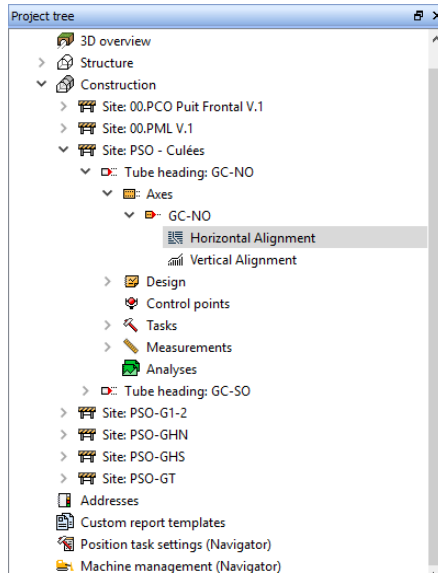 Project tree
3D overview
Structure
Construction
Site: 00.PCO Puit Frontal V.1
Site: 00.PML V.1
Site: PSO - Culées
Tube heading: GC-NO
Axes
GC-NO
Horizontal Alignment
Vertical Alignment
Design
Control points
Tasks
Measurements
Analyses
Tube heading: GC-SO
Site: PSO-G1-2
Site: PSO-GHN
Site: PSO-GHS
Site: PSO-GT
Addresses
Custom report templates
Position task settings (Navigator)
Machine management (Navigator)